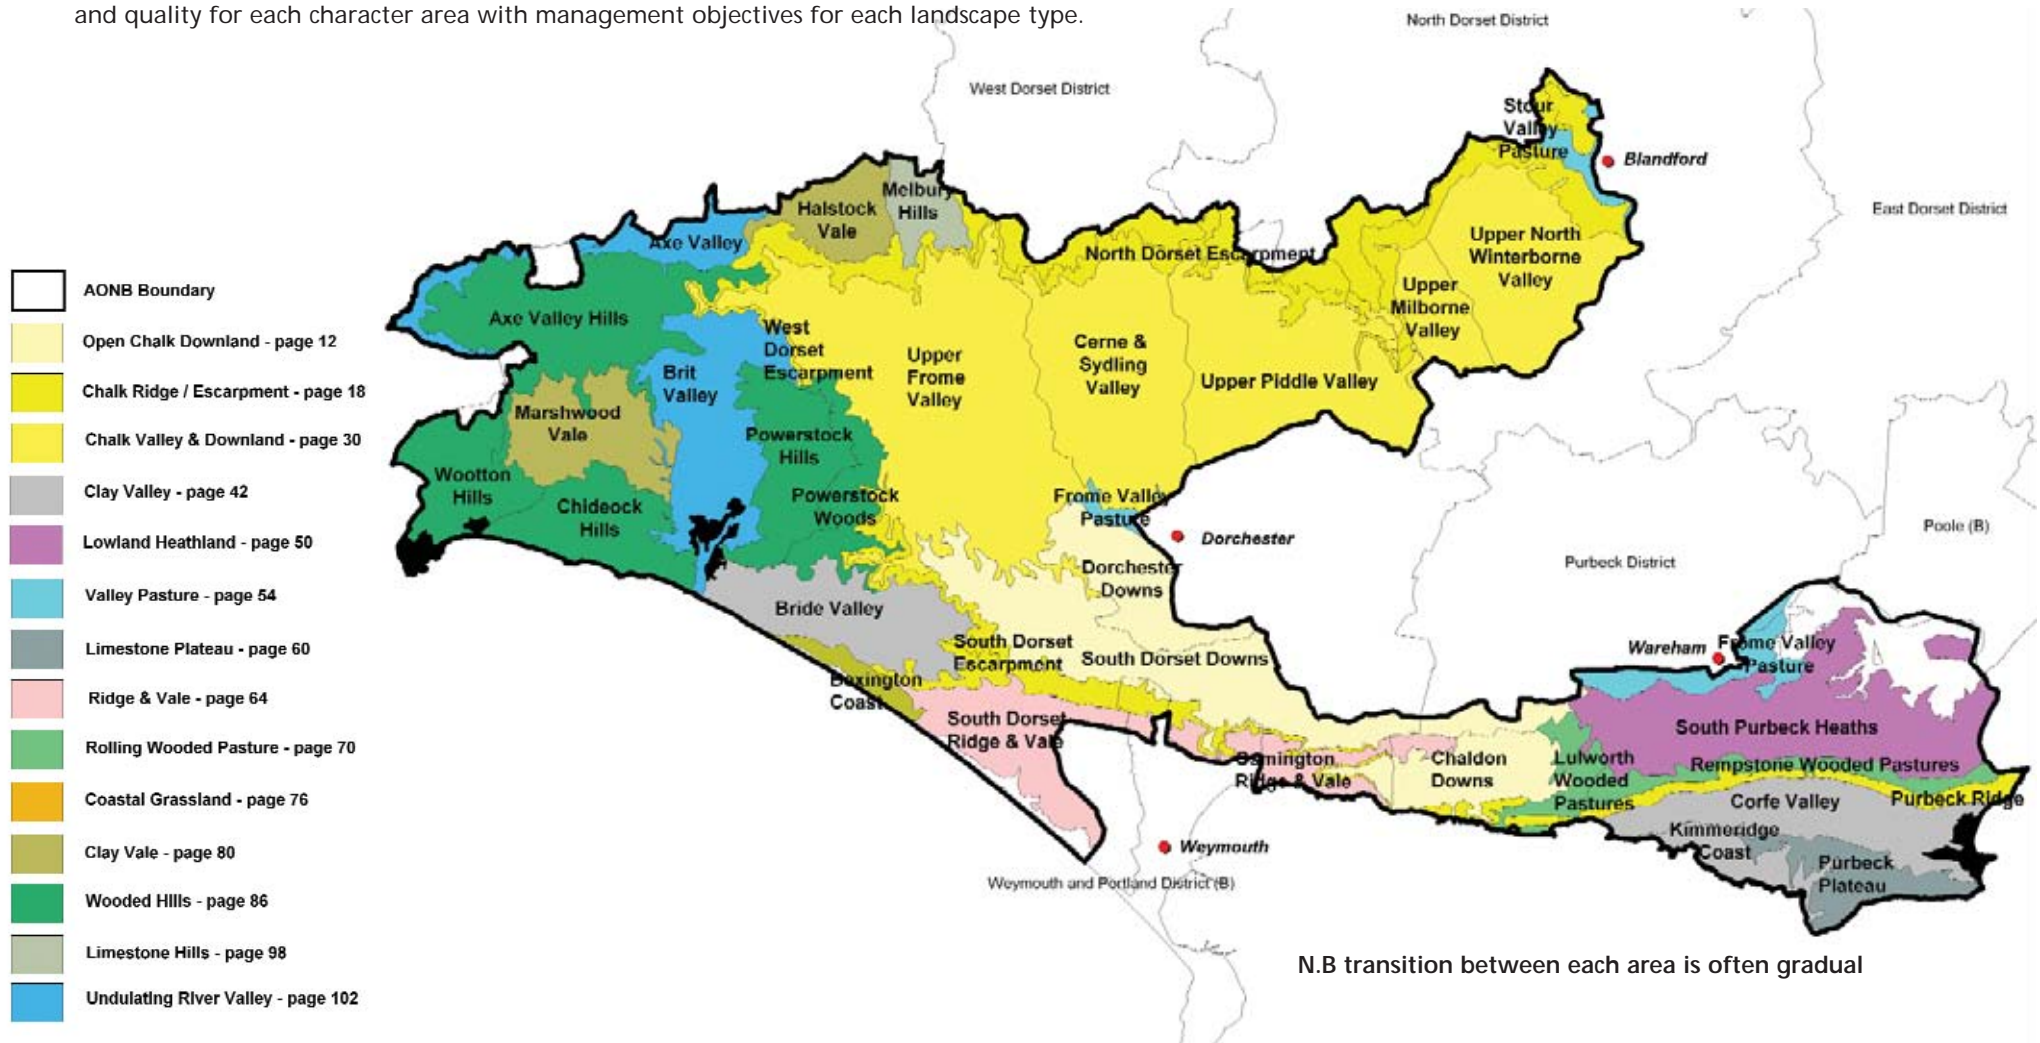 and quality for each character area with management objectives for each landscape type.
North Dorset District
West Dorset District
East Dorset District
Purbeck District
Poole (B)
Weymouth and Portland District (B)
AONB Boundary
Open Chalk Downland - page 12
Chalk Ridge / Escarpment - page 18
Chalk Valley & Downland - page 30
Clay Valley - page 42
Lowland Heathland - page 50
Valley Pasture - page 54
Limestone Plateau - page 60
Ridge & Vale - page 64
Rolling Wooded Pasture - page 70
Coastal Grassland - page 76
Clay Vale - page 80
Wooded Hills - page 86
Limestone Hills - page 98
Undulating River Valley - page 102
Stour
Valley
Pasture
Blandford
Melbury
Hills
Halstock
Vale
Axe Valley
North Dorset Escarpment
Upper North
Winterborne
Valley
Upper
Milborne
Valley
Axe Valley Hills
West
Dorset
Escarpment
Upper
Frome
Valley
Cerne &
Sydling
Valley
Upper Piddle Valley
Brit
Valley
Marshwood
Vale
Powerstock
Hills
Wootton
Hills
Chideock
Hills
Powerstock
Woods
Frome Valley
Pasture
Dorchester
Dorchester
Downs
Bride Valley
South Dorset
Escarpment
South Dorset Downs
Wareham
Frome Valley
Pasture
Bexington
Coast
South Dorset
Ridge & Vale
South Purbeck Heaths
Osmington
Ridge & Vale
Chaldon
Downs
Lulworth
Wooded
Pastures
Rempstone Wooded Pastures
Corfe Valley
Purbeck Ridge
Kimmeridge
Coast
Purbeck
Plateau
Weymouth
N.B transition between each area is often gradual